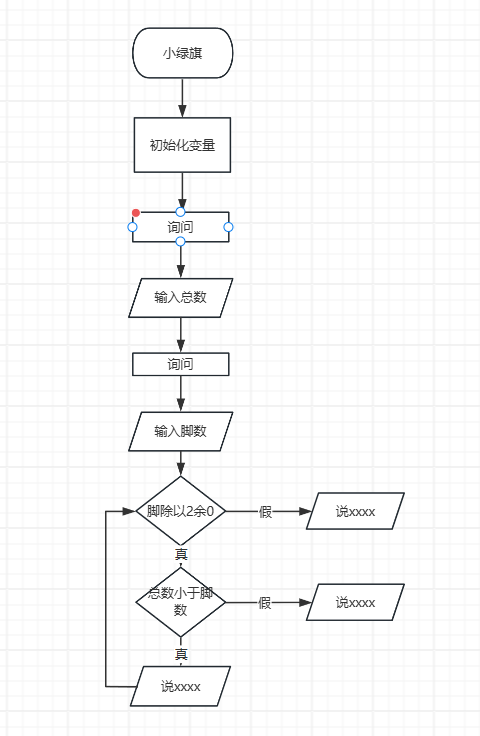 小绿旗
初始化变量
询问
输入总数
询问
输入脚数
脚除以2余0
假
说xxxx
真
总数小于脚
数
假
说xxxx
真
说xxxx